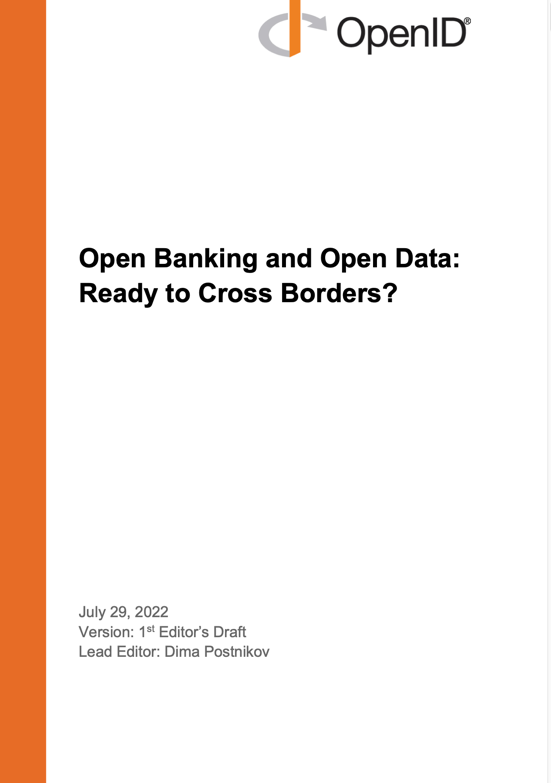 OpenID®
Open Banking and Open Data:
Ready to Cross Borders?
July 29, 2022
Version: 1st Editor's Draft
Lead Editor: Dima Postnikov